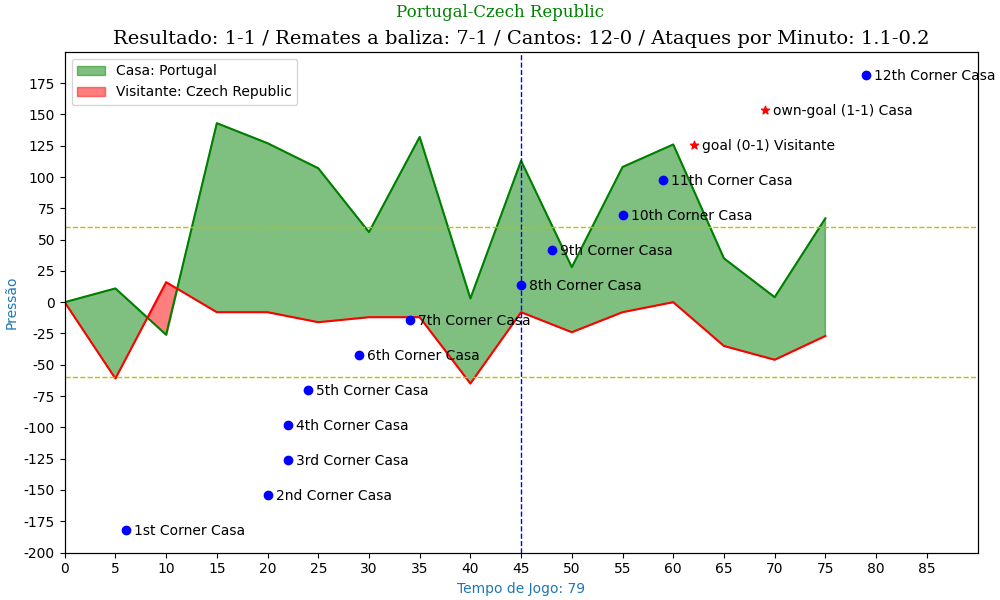 Portugal-Czech Republic
Resultado: 1-1 / Remates a baliza: 7-1 / Cantos: 12-0 / Ataques por Minuto: 1.1-0.2
Casa: Portugal
Visitante: Czech Republic
12th Corner Casa
own-goal (1-1) Casa
goal (0-1) Visitante
11th Corner Casa
10th Corner Casa
9th Corner Casa
8th Corner Casa
7th Corner Casa
6th Corner Casa
5th Corner Casa
4th Corner Casa
3rd Corner Casa
2nd Corner Casa
1st Corner Casa
Pressão
175
150
125
100
75
50
25
0
-25
-50
-75
-100
-125
-150
-175
-200
0 5 10 15 20 25 30 35 40 45 50 55 60 65 70 75 80 85
Tempo de Jogo: 79